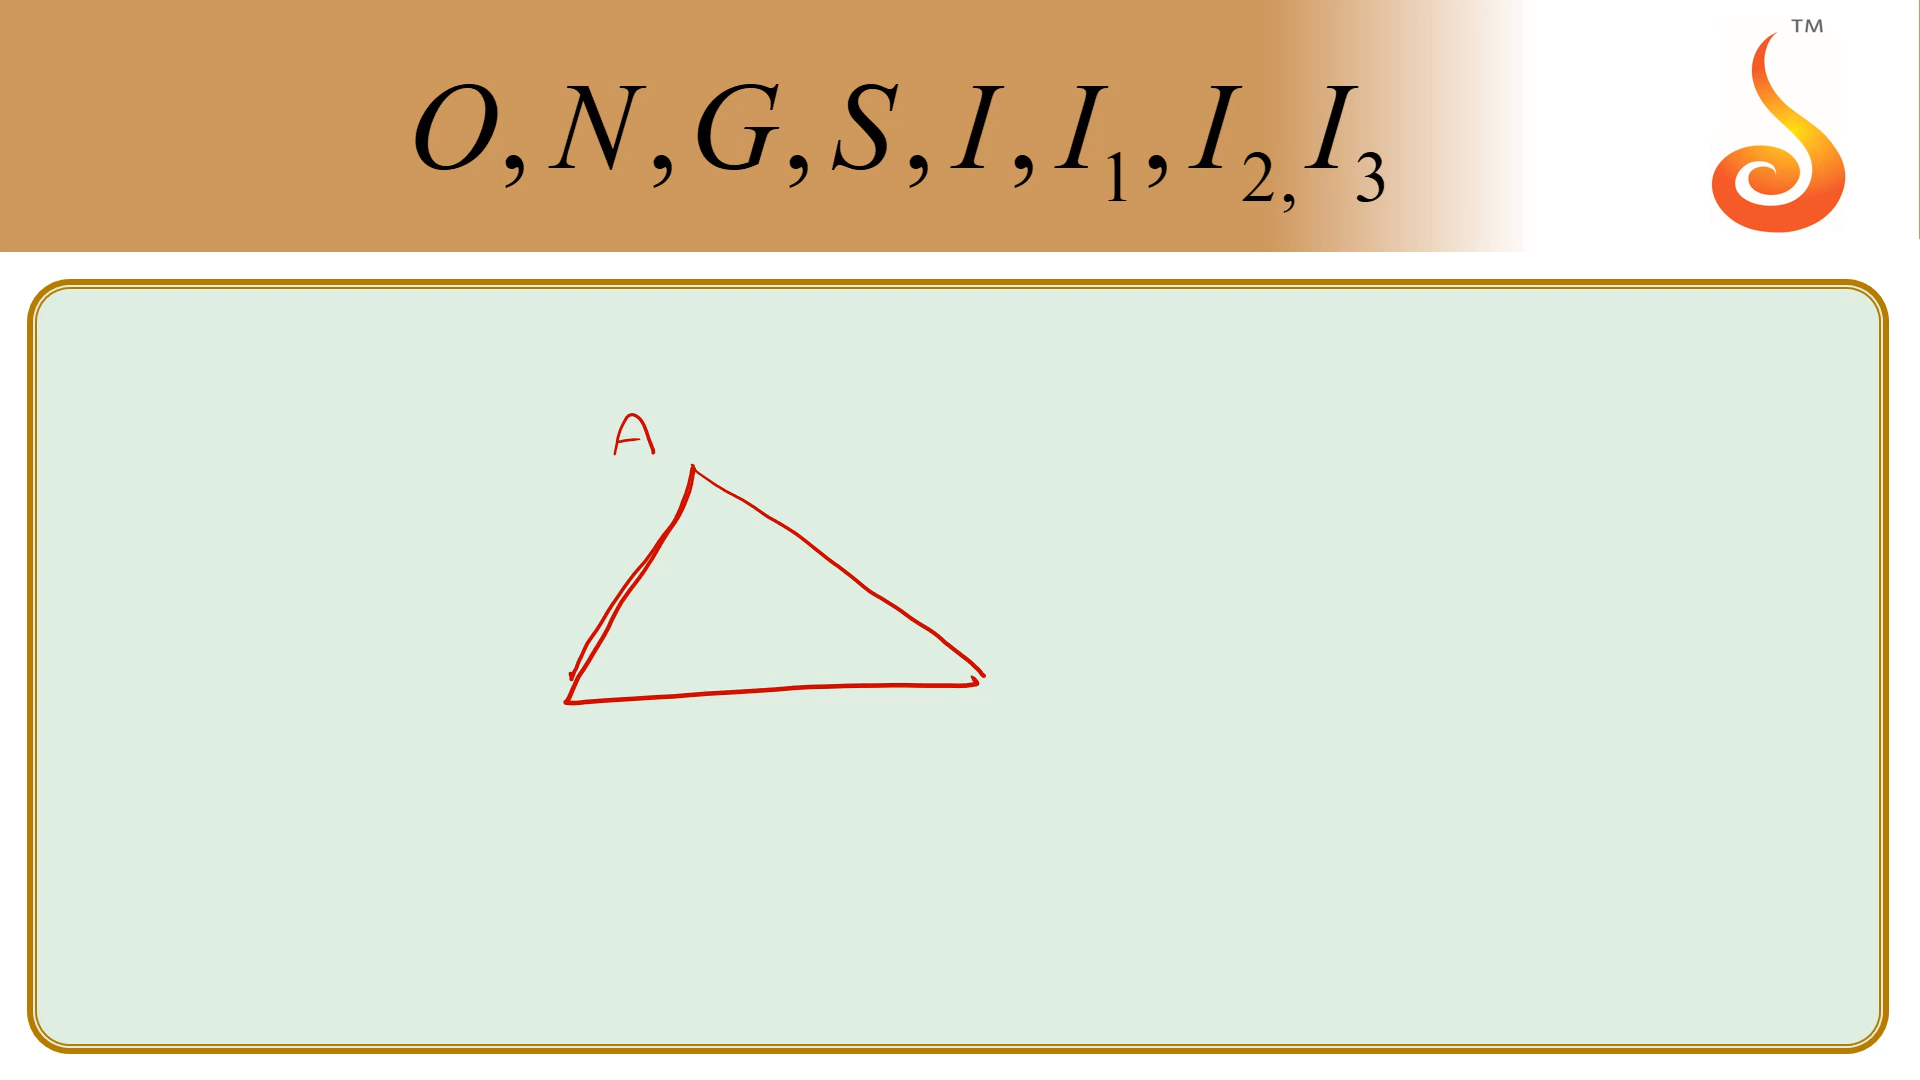 O, N, G, S, I, I₁, I₂, I₃
TM
A